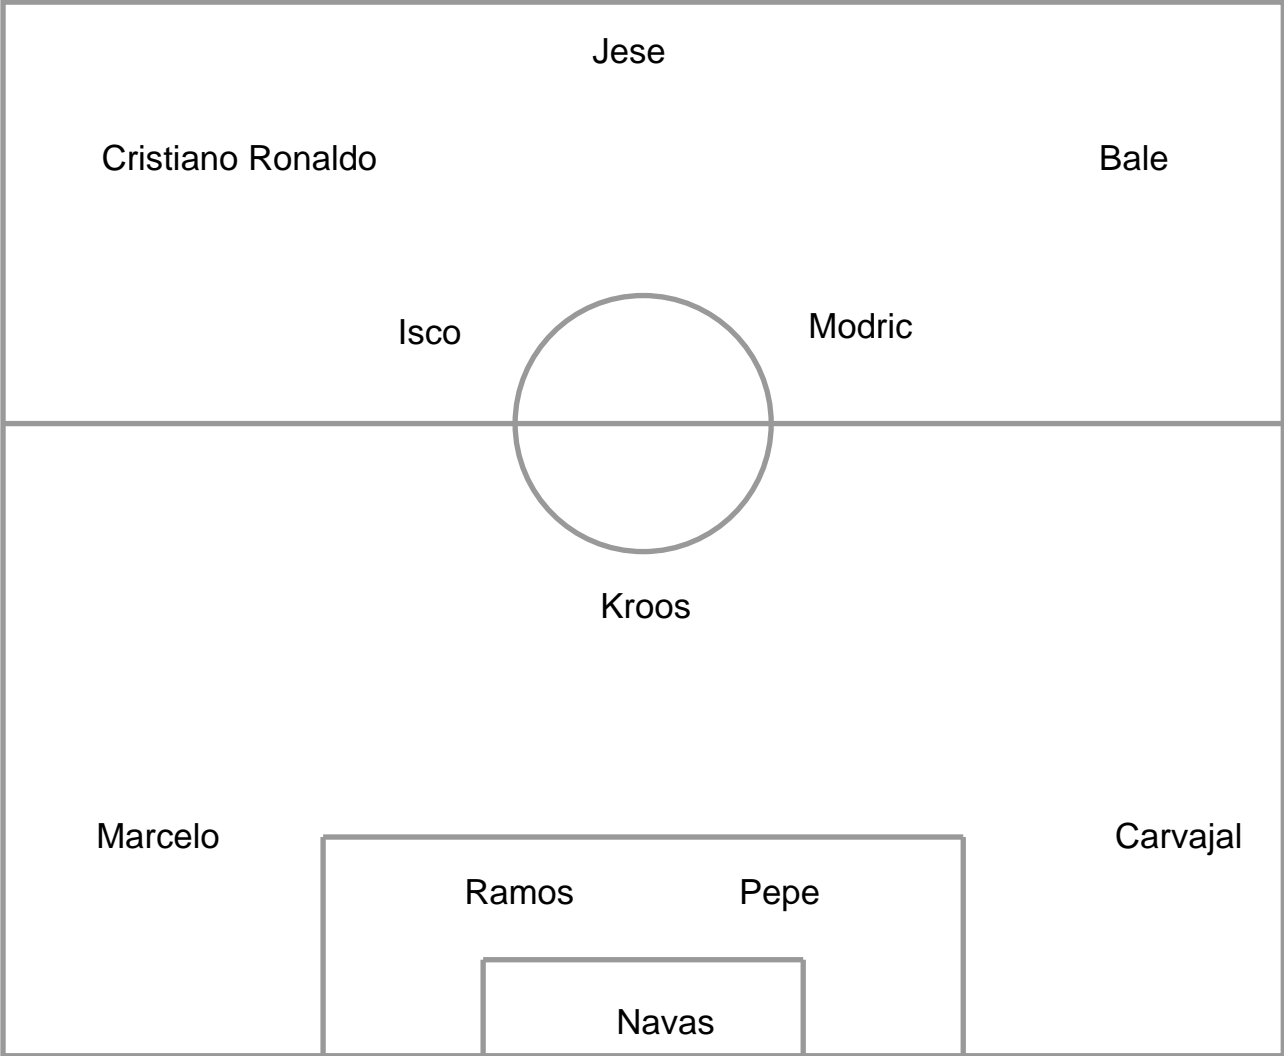 Jese
Cristiano Ronaldo
Bale
Isco
Modric
Kroos
Marcelo
Carvajal
Ramos
Pepe
Navas